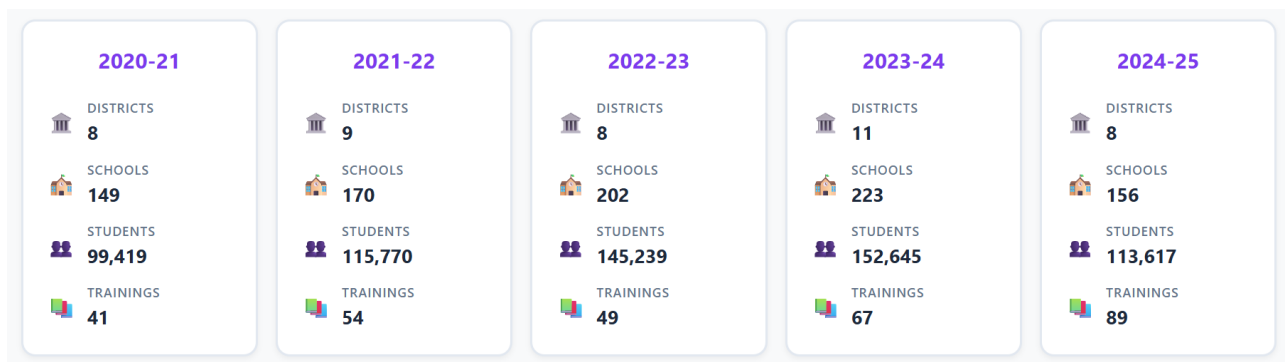 2020-21
DISTRICTS
8
SCHOOLS
149
STUDENTS
99,419
TRAININGS
41
2021-22
DISTRICTS
9
SCHOOLS
170
STUDENTS
115,770
TRAININGS
54
2022-23
DISTRICTS
8
SCHOOLS
202
STUDENTS
145,239
TRAININGS
49
2023-24
DISTRICTS
11
SCHOOLS
223
STUDENTS
152,645
TRAININGS
67
2024-25
DISTRICTS
8
SCHOOLS
156
STUDENTS
113,617
TRAININGS
89